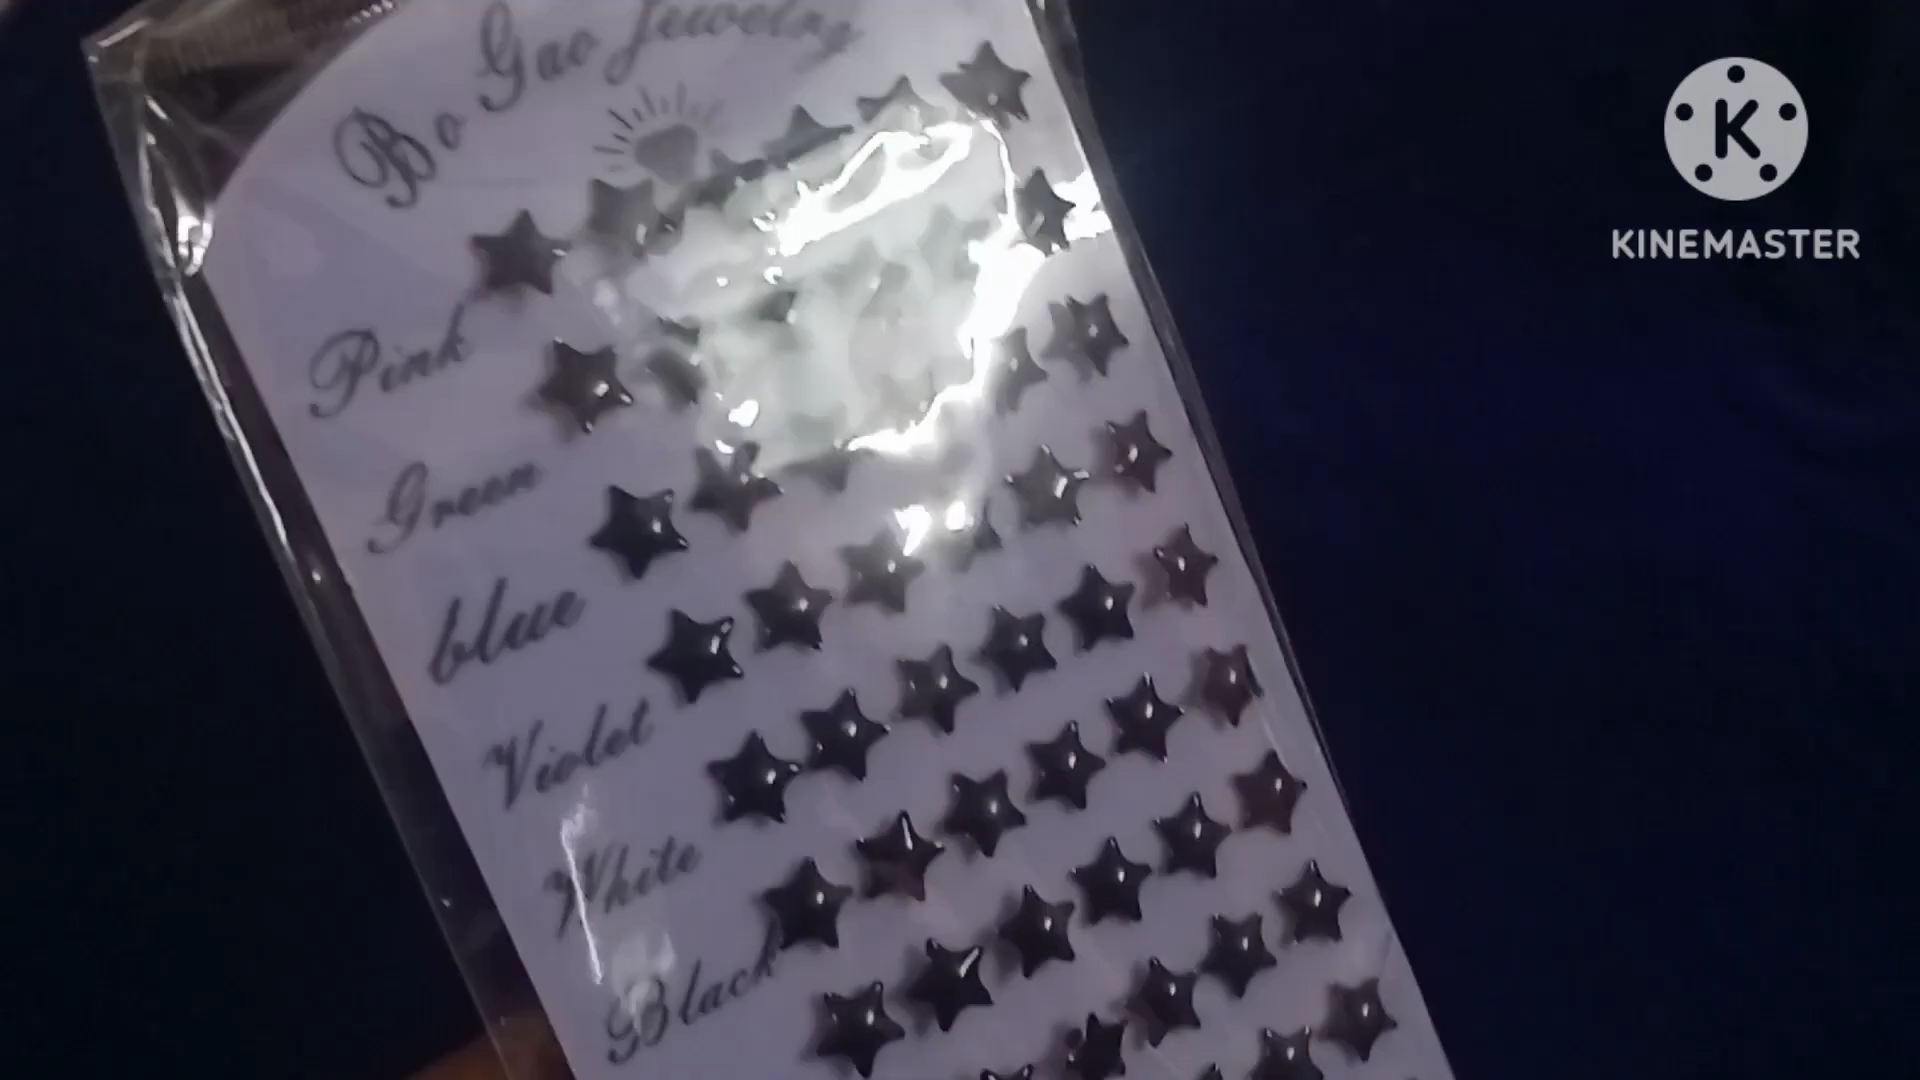 Bo Gao Jewelry
Pink
Green
blue
Violet
White
Black
K
KINEMASTER